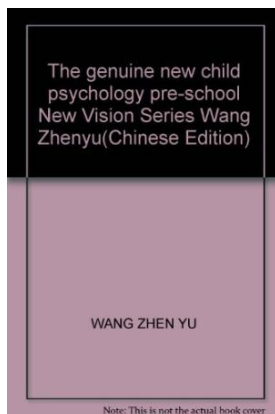 The genuine new child
psychology pre-school
New Vision Series Wang
Zhenyu(Chinese Edition)
WANG ZHEN YU
Note: This is not the actual book cover